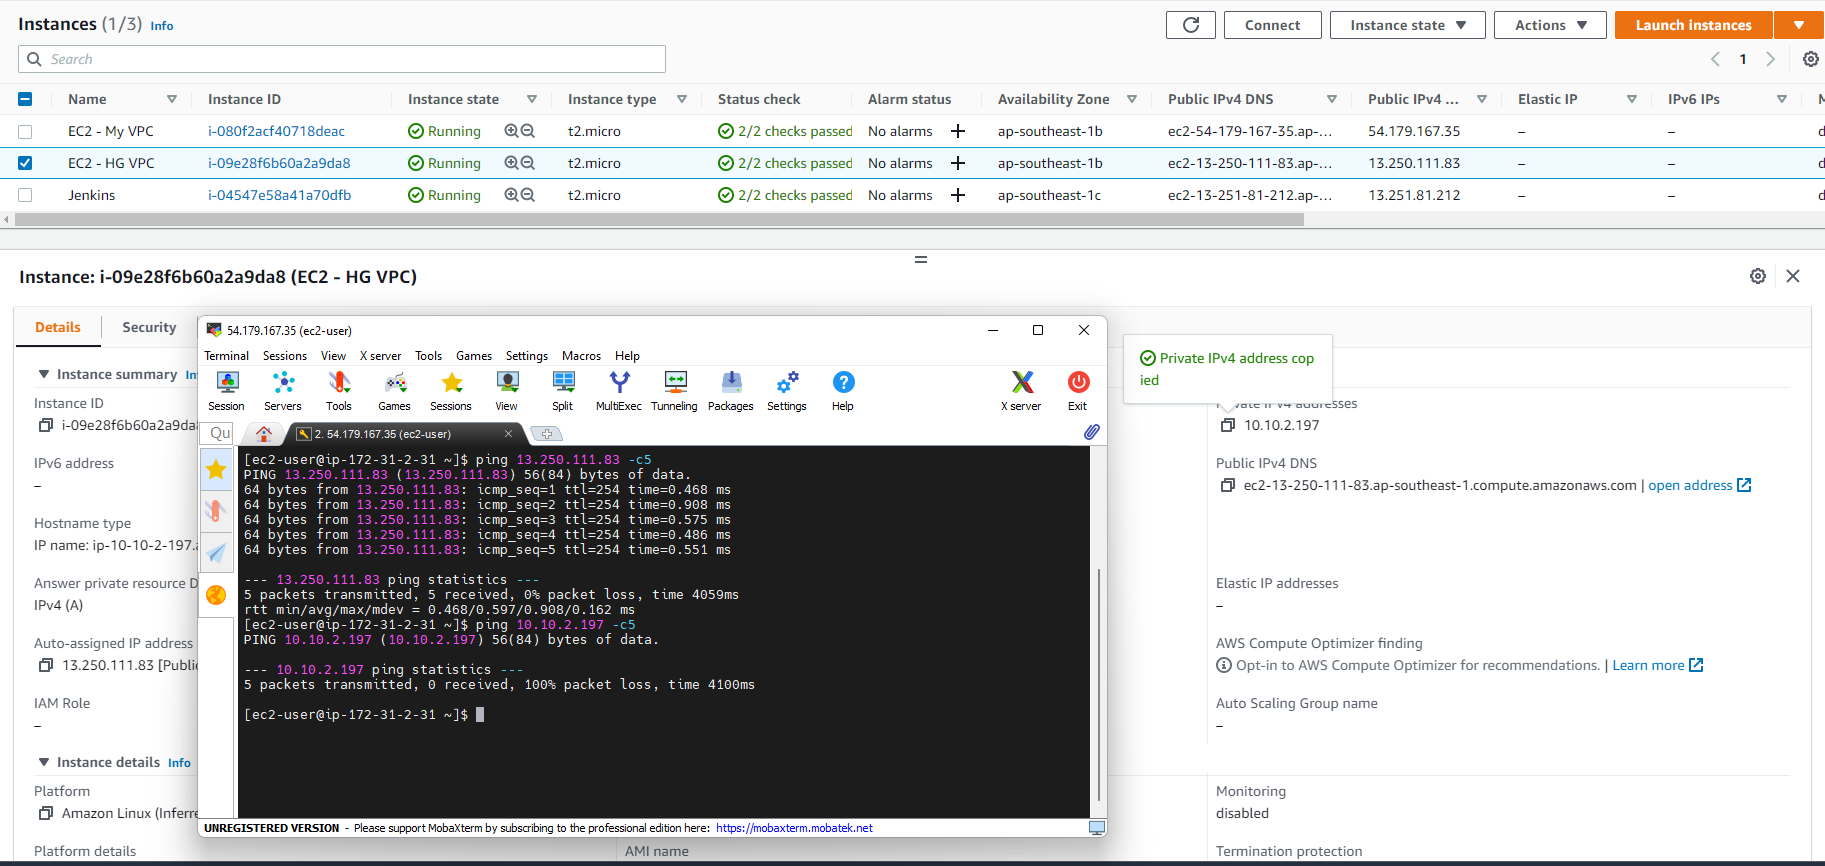 Instances (1/3) Info
Connect
Instance state
Actions
Launch instances
Search
1
Name Instance ID Instance state Instance type Status check Alarm status Availability Zone Public IPv4 DNS Public IPv4 ... Elastic IP IPv6 IPs
EC2 - My VPC i-080f2acf40718deac Running t2.micro 2/2 checks passed No alarms + ap-southeast-1b ec2-54-179-167-35.ap-... 54.179.167.35 – –
EC2 - HG VPC i-09e28f6b60a2a9da8 Running t2.micro 2/2 checks passed No alarms + ap-southeast-1b ec2-13-250-111-83.ap-... 13.250.111.83 – –
Jenkins i-04547e58a41a70dfb Running t2.micro 2/2 checks passed No alarms + ap-southeast-1c ec2-13-251-81-212.ap-... 13.251.81.212 – –
Instance: i-09e28f6b60a2a9da8 (EC2 - HG VPC)
Details Security
Instance summary
Instance ID
i-09e28f6b60a2a9da
IPv6 address
–
Hostname type
IP name: ip-10-10-2-197.
Answer private resource D
IPv4 (A)
Auto-assigned IP address
13.250.111.83 [Publi
IAM Role
–
Instance details Info
Platform
Amazon Linux (Inferre
Platform details
54.179.167.35 (ec2-user)
Terminal Sessions View X server Tools Games Settings Macros Help
Session Servers Tools Games Sessions View Split MultiExec Tunneling Packages Settings Help X server Exit
Qui
2. 54.179.167.35 (ec2-user)
[ec2-user@ip-172-31-2-31 ~]$ ping 13.250.111.83 -c5
PING 13.250.111.83 (13.250.111.83) 56(84) bytes of data.
64 bytes from 13.250.111.83: icmp_seq=1 ttl=254 time=0.468 ms
64 bytes from 13.250.111.83: icmp_seq=2 ttl=254 time=0.908 ms
64 bytes from 13.250.111.83: icmp_seq=3 ttl=254 time=0.575 ms
64 bytes from 13.250.111.83: icmp_seq=4 ttl=254 time=0.486 ms
64 bytes from 13.250.111.83: icmp_seq=5 ttl=254 time=0.551 ms
--- 13.250.111.83 ping statistics ---
5 packets transmitted, 5 received, 0% packet loss, time 4059ms
rtt min/avg/max/mdev = 0.468/0.597/0.908/0.162 ms
[ec2-user@ip-172-31-2-31 ~]$ ping 10.10.2.197 -c5
PING 10.10.2.197 (10.10.2.197) 56(84) bytes of data.
--- 10.10.2.197 ping statistics ---
5 packets transmitted, 0 received, 100% packet loss, time 4100ms
[ec2-user@ip-172-31-2-31 ~]$
UNREGISTERED VERSION - Please support MobaXterm by subscribing to the professional edition here: https://mobaxterm.mobatek.net
AMI name
Private IPv4 address cop
ied
Private IPv4 addresses
10.10.2.197
Public IPv4 DNS
ec2-13-250-111-83.ap-southeast-1.compute.amazonaws.com | open address
Elastic IP addresses
–
AWS Compute Optimizer finding
Opt-in to AWS Compute Optimizer for recommendations. | Learn more
Auto Scaling Group name
–
Monitoring
disabled
Termination protection